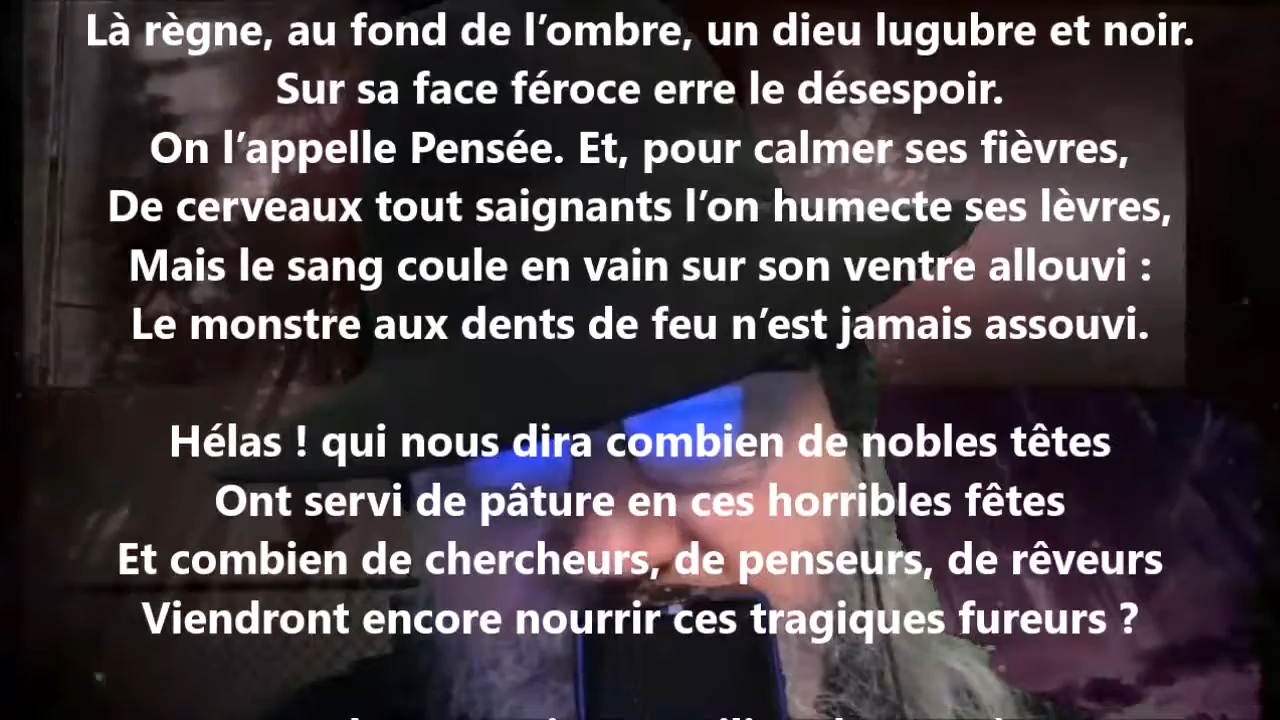 Là règne, au fond de l’ombre, un dieu lugubre et noir.
Sur sa face féroce erre le désespoir.
On l’appelle Pensée. Et, pour calmer ses fièvres,
De cerveaux tout saignants l’on humecte ses lèvres,
Mais le sang coule en vain sur son ventre allouvi :
Le monstre aux dents de feu n’est jamais assouvi.
Hélas ! qui nous dira combien de nobles têtes
Ont servi de pâture en ces horribles fêtes
Et combien de chercheurs, de penseurs, de rêveurs
Viendront encore nourrir ces tragiques fureurs ?